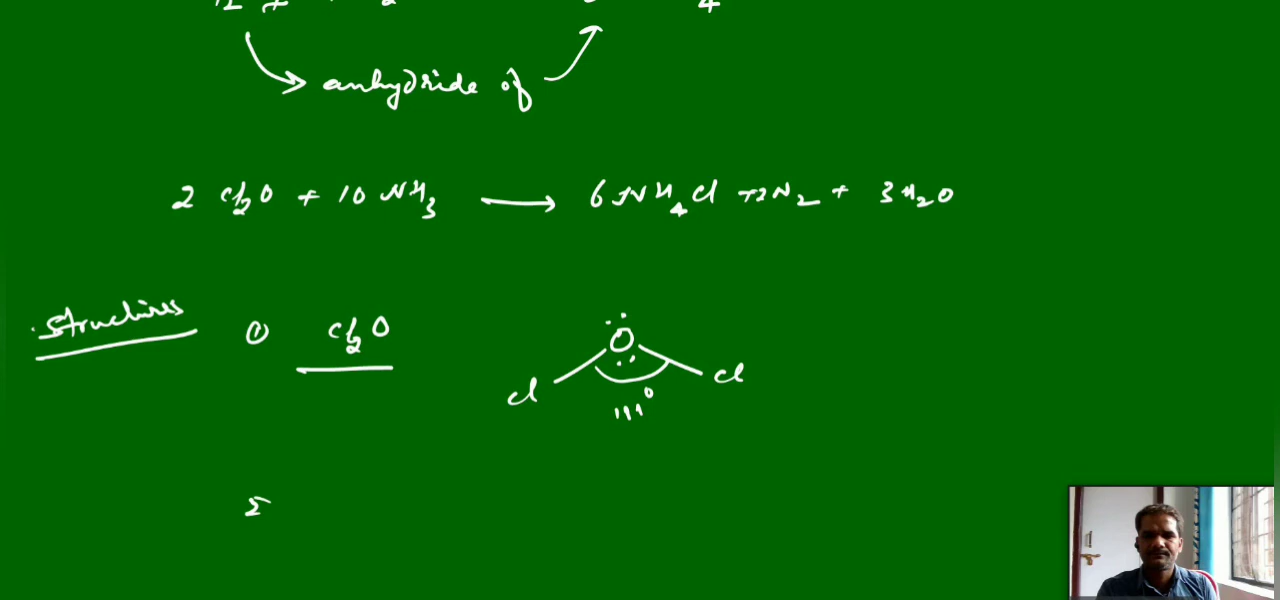 anhydride of
2 Cl₂O + 10 NH₃ ⟶ 6 NH₄Cl + 2N₂ + 3H₂O
Structures ① Cl₂O
O
Cl Cl
111°